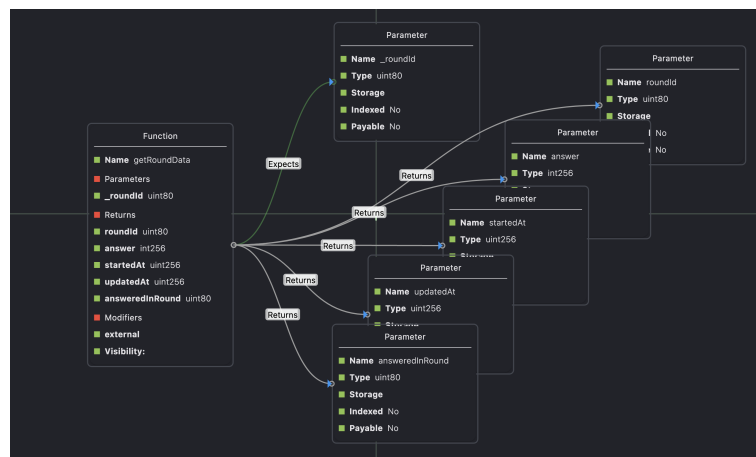 Parameter
Name _roundId
Type uint80
Storage
Indexed No
Payable No
Parameter
Name roundId
Type uint80
Storage
No
No
Function
Name getRoundData
Parameters
_roundId uint80
Returns
roundId uint80
answer int256
startedAt uint256
updatedAt uint256
answeredInRound uint80
Modifiers
external
Visibility:
Expects
Returns
Returns
Returns
Returns
Returns
Parameter
Name answer
Type int256
Parameter
Name startedAt
Type uint256
Storage
Parameter
Name updatedAt
Type uint256
Parameter
Name answeredInRound
Type uint80
Storage
Indexed No
Payable No